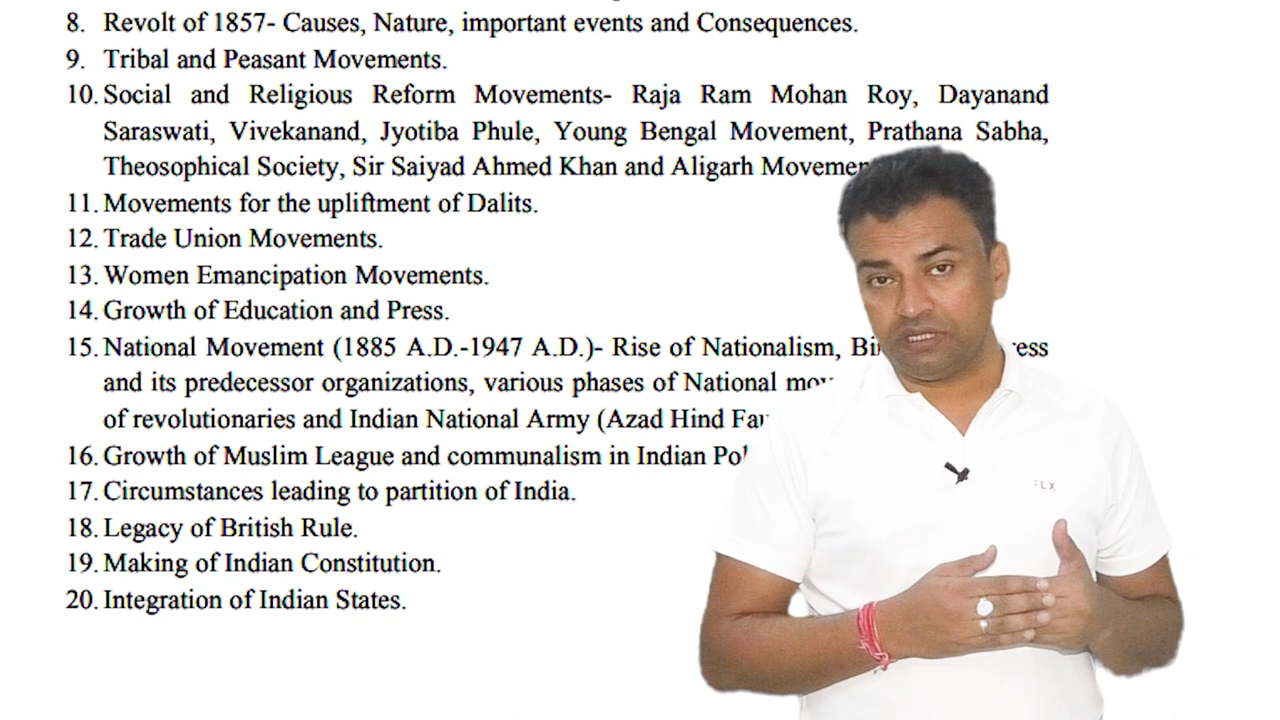 8. Revolt of 1857- Causes, Nature, important events and Consequences.
9. Tribal and Peasant Movements.
10. Social and Religious Reform Movements- Raja Ram Mohan Roy, Dayanand
Saraswati, Vivekanand, Jyotiba Phule, Young Bengal Movement, Prathana Sabha,
Theosophical Society, Sir Saiyad Ahmed Khan and Aligarh
11. Movements for the upliftment of Dalits.
12. Trade Union Movements.
13. Women Emancipation Movements.
14. Growth of Education and Press.
15. National Movement (1885 A.D.-1947 A.D.)- Rise of Nationalism,
and its predecessor organizations, various phases of National
of revolutionaries and Indian National Army (Azad Hind
16. Growth of Muslim League and communalism in Indian
17. Circumstances leading to partition of India.
18. Legacy of British Rule.
19. Making of Indian Constitution.
20. Integration of Indian States.